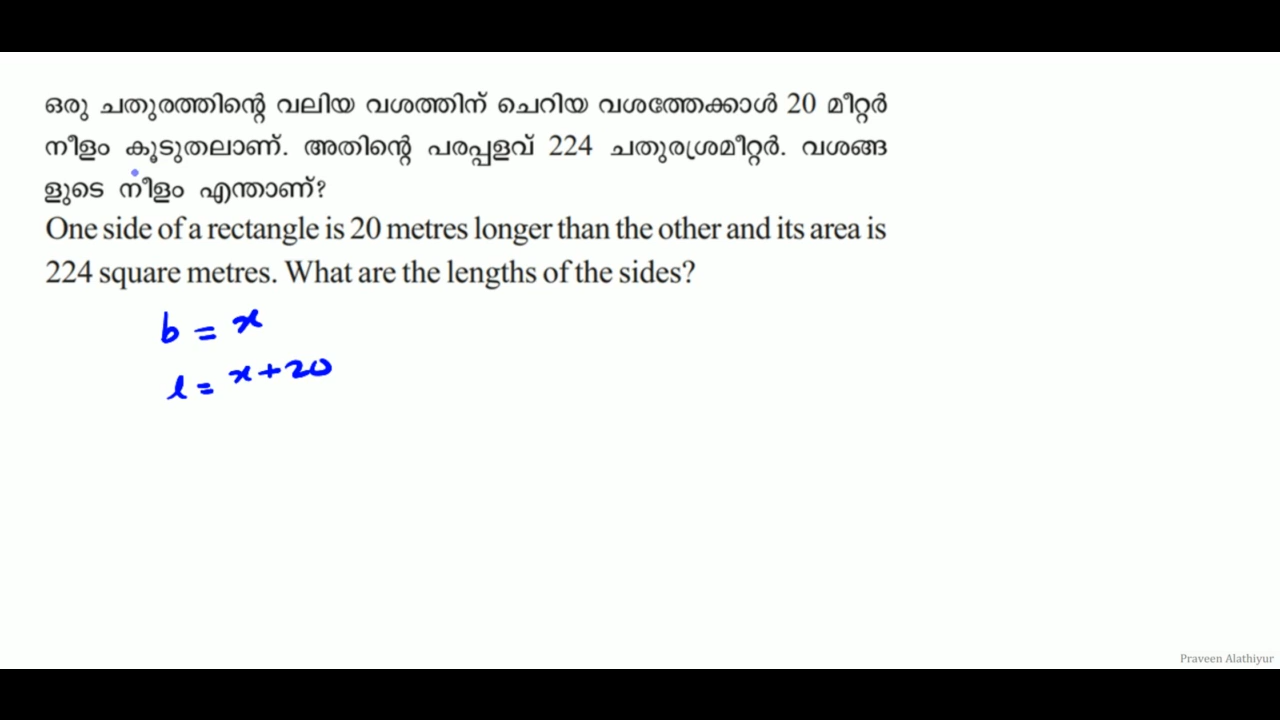 ഒരു ചതുരത്തിന്റെ വലിയ വശത്തിന് ചെറിയ വശത്തേക്കാൾ 20 മീറ്റർ
നീളം കൂടുതലാണ്. അതിന്റെ പരപ്പളവ് 224 ചതുരശ്രമീറ്റർ. വശങ്ങ
ളുടെ നീളം എന്താണ്?
One side of a rectangle is 20 metres longer than the other and its area is
224 square metres. What are the lengths of the sides?
b = x
l = x + 20
Praveen Alathiyur